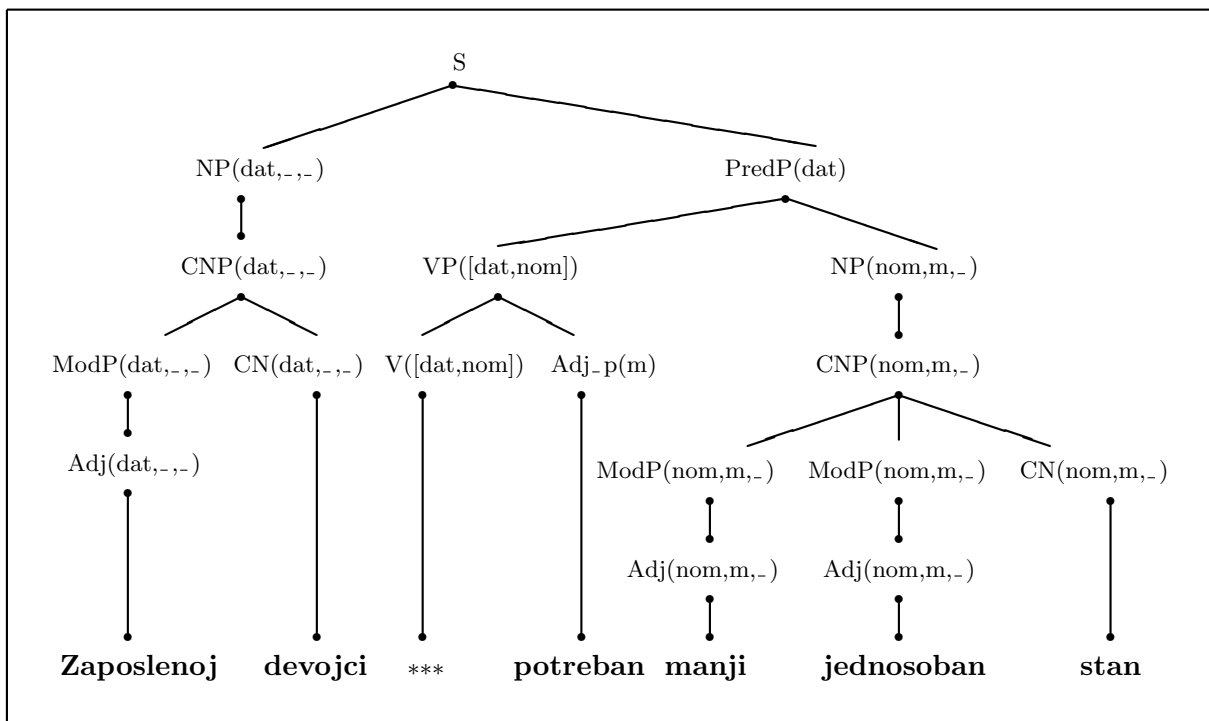 S
NP(dat,_,_) PredP(dat)
CNP(dat,_,_) VP([dat,nom]) NP(nom,m,_)
ModP(dat,_,_) CN(dat,_,_) V([dat,nom]) Adj_p(m) CNP(nom,m,_)
Adj(dat,_,_) ModP(nom,m,_) ModP(nom,m,_) CN(nom,m,_)
Adj(nom,m,_) Adj(nom,m,_)
Zaposlenoj devojci *** potreban manji jednosoban stan